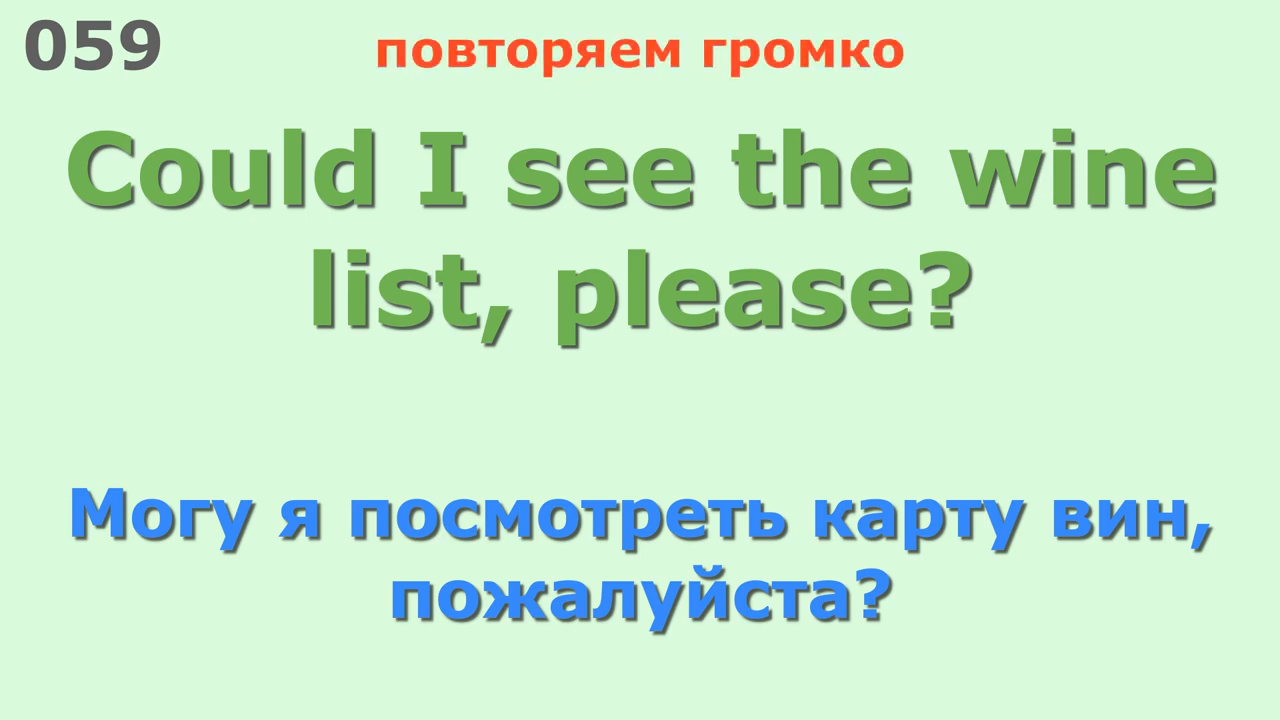 059
повторяем громко
Could I see the wine
list, please?
Могу я посмотреть карту вин,
пожалуйста?